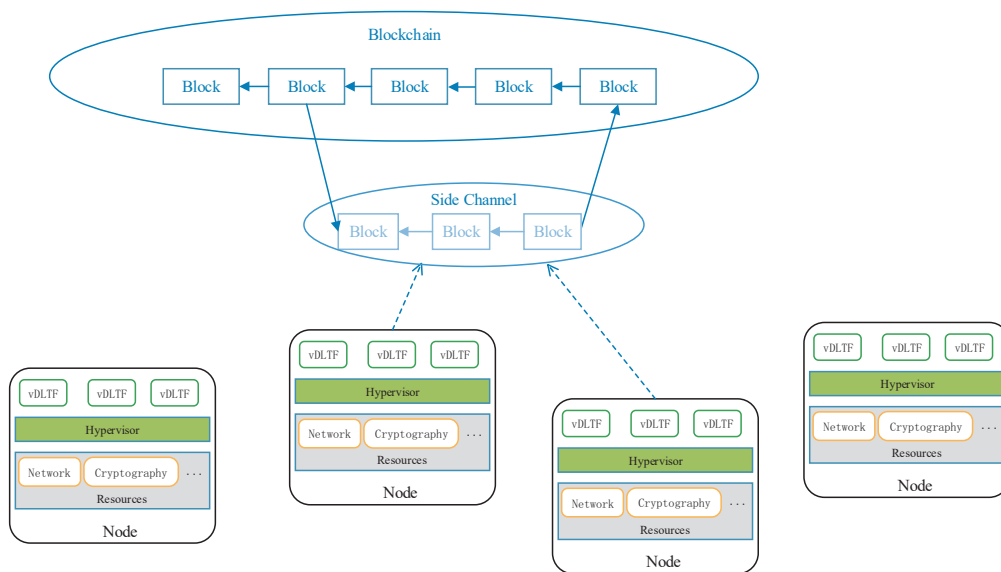 Blockchain
Block Block Block Block Block
Side Channel
Block Block Block
vDLTF vDLTF vDLTF
Hypervisor
Network Cryptography ...
Resources
Node
vDLTF vDLTF vDLTF
Hypervisor
Network Cryptography ...
Resources
Node
vDLTF vDLTF vDLTF
Hypervisor
Network Cryptography ...
Resources
Node
vDLTF vDLTF vDLTF
Hypervisor
Network Cryptography ...
Resources
Node